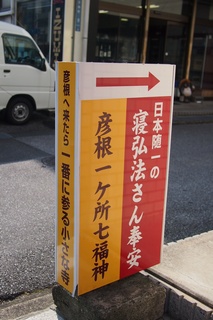 日本随一の
寝弘法さん奉安
彦根一ケ所七福神
彦根へ来たら一番に参る小さな寺